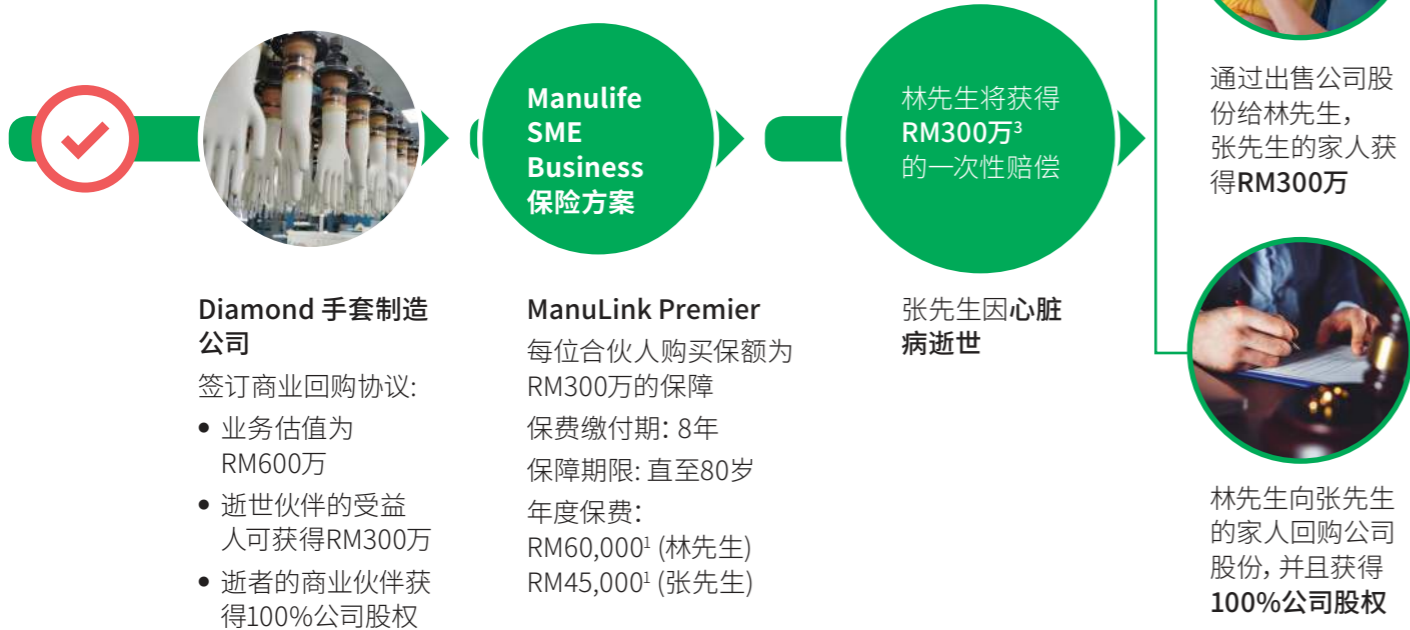 Manulife
SME
Business
保险方案
林先生将获得
RM300万³
的一次性赔偿
通过出售公司股
份给林先生，
张先生的家人获
得RM300万
Diamond 手套制造
公司
签订商业回购协议:
• 业务估值为
RM600万
• 逝世伙伴的受益
人可获得RM300万
• 逝者的商业伙伴获
得100%公司股权
ManuLink Premier
每位合伙人购买保额为
RM300万的保障
保费缴付期: 8年
保障期限: 直至80岁
年度保费:
RM60,000¹ (林先生)
RM45,000¹ (张先生)
张先生因心脏
病逝世
林先生向张先生
的家人回购公司
股份, 并且获得
100%公司股权